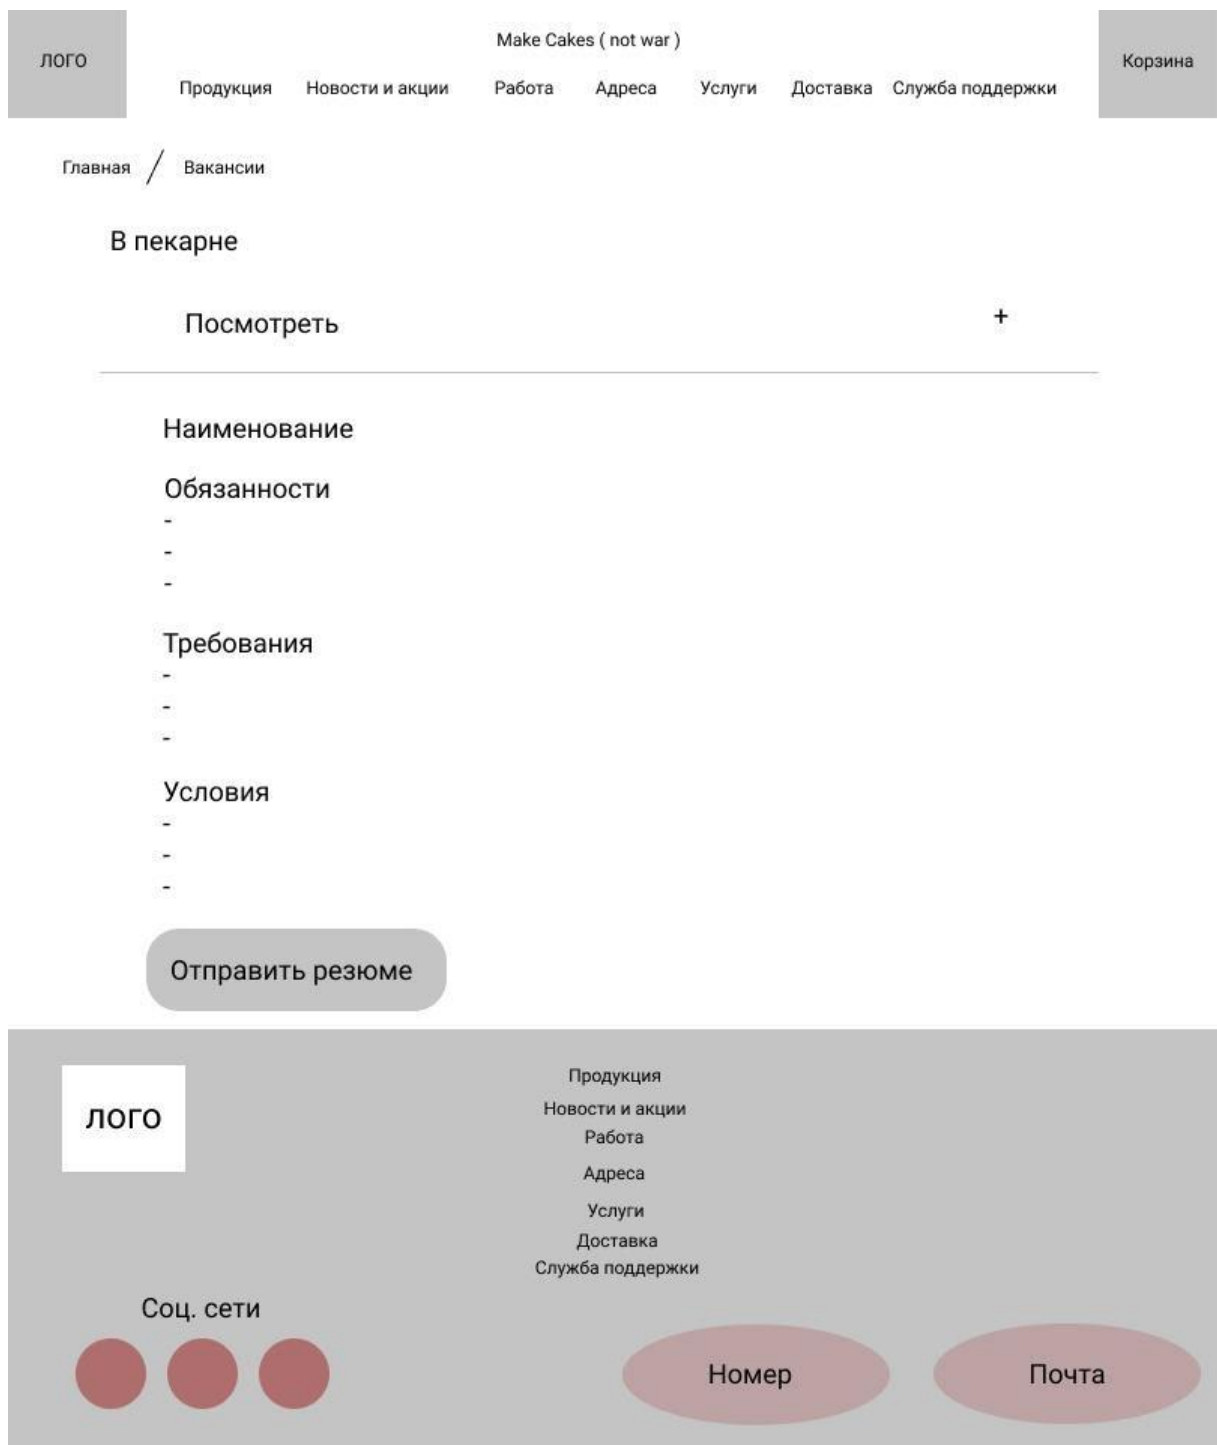 Make Cakes ( not war )
ЛОГО
Корзина
Продукция Новости и акции Работа Адреса Услуги Доставка Служба поддержки
Главная / Вакансии
В пекарне
Посмотреть +
Наименование
Обязанности
-
-
-
Требования
-
-
-
Условия
-
-
-
Отправить резюме
ЛОГО
Продукция
Новости и акции
Работа
Адреса
Услуги
Доставка
Служба поддержки
Соц. сети
Номер
Почта